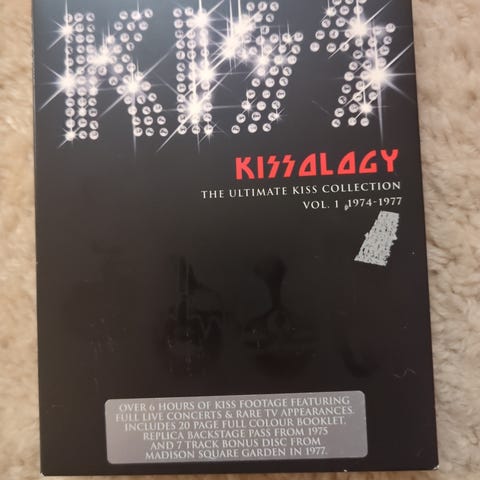 KISS
KISSOLOGY
THE ULTIMATE KISS COLLECTION
VOL. 1 1974-1977
OVER 6 HOURS OF KISS FOOTAGE FEATURING
FULL LIVE CONCERTS & RARE TV APPEARANCES.
INCLUDES 20 PAGE FULL COLOUR BOOKLET,
REPLICA BACKSTAGE PASS FROM 1975
AND 7 TRACK BONUS DISC FROM
MADISON SQUARE GARDEN IN 1977.